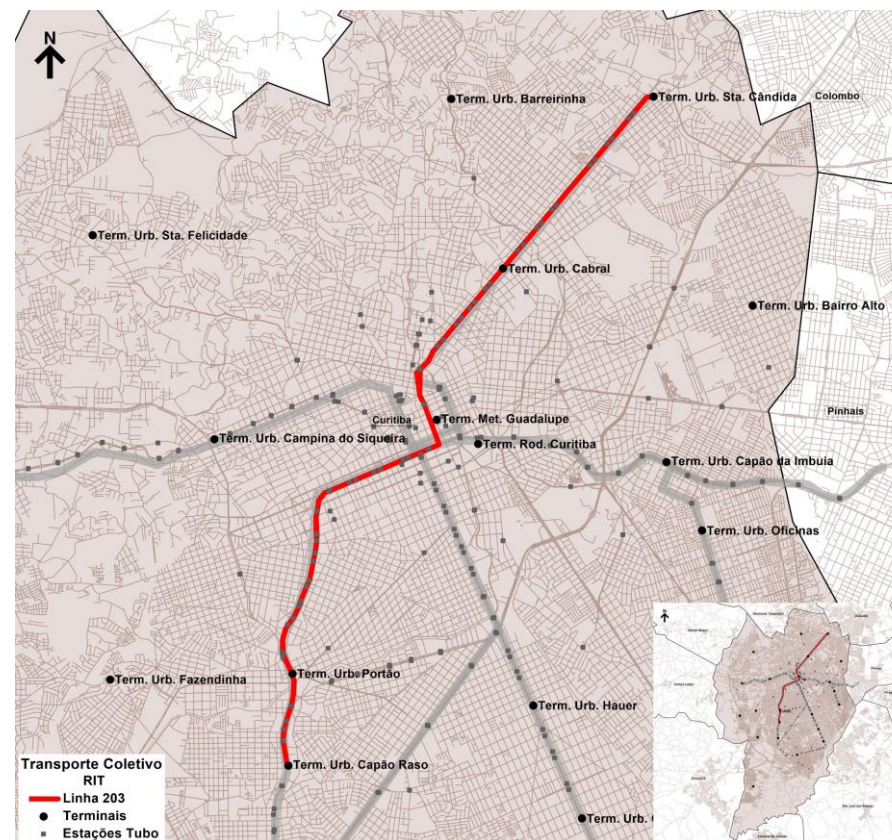 N
Term. Urb. Barreirinha
Term. Urb. Sta. Cândida
Colombo
Term. Urb. Sta. Felicidade
Term. Urb. Cabral
Term. Urb. Bairro Alto
Curitiba
Term. Met. Guadalupe
Pinhais
Term. Urb. Campina do Siqueira
Term. Rod. Curitiba
Term. Urb. Capão da Imbuia
Term. Urb. Oficinas
Term. Urb. Portão
Term. Urb. Fazendinha
Term. Urb. Hauer
Term. Urb. Capão Raso
Term. Urb. C
Transporte Coletivo
RIT
Linha 203
Terminais
Estações Tubo
N